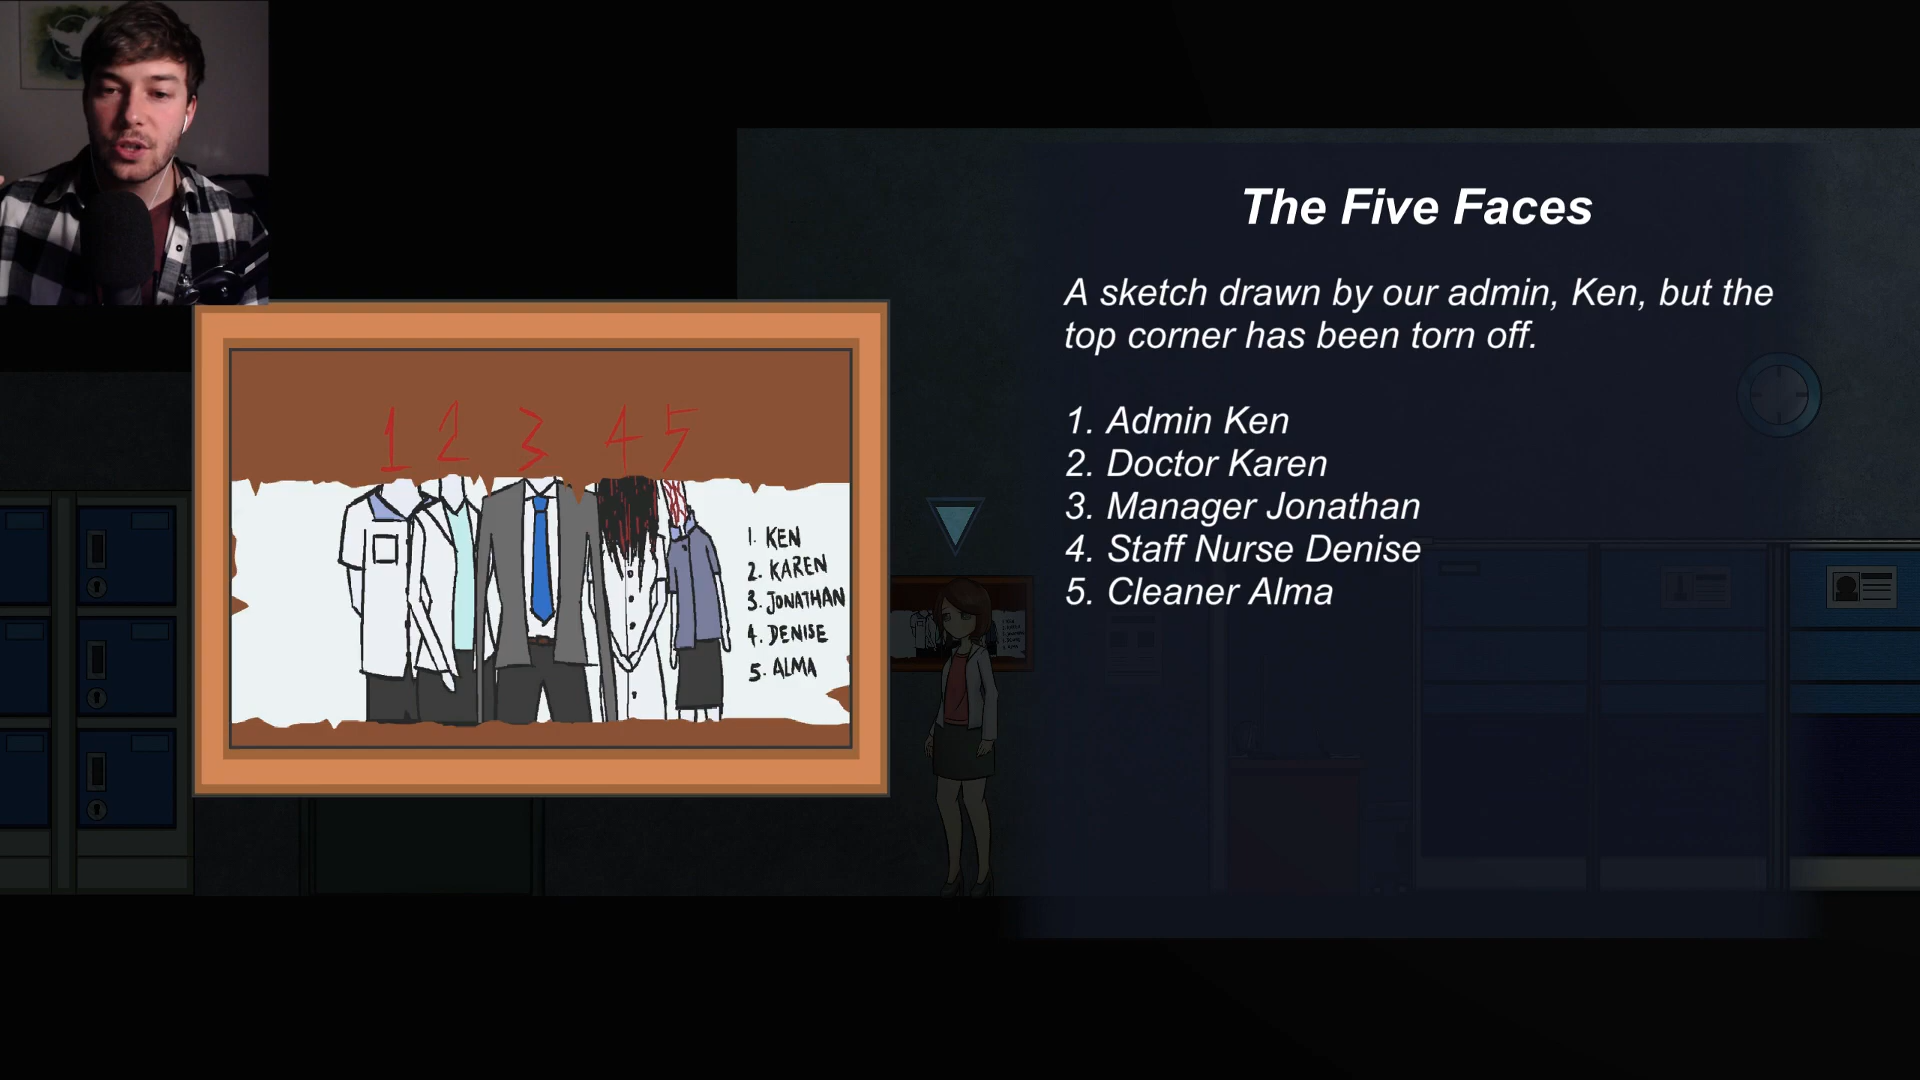 1 2 3 4 5
1. KEN
2. KAREN
3. JONATHAN
4. DENISE
5. ALMA
The Five Faces
A sketch drawn by our admin, Ken, but the
top corner has been torn off.
1. Admin Ken
2. Doctor Karen
3. Manager Jonathan
4. Staff Nurse Denise
5. Cleaner Alma